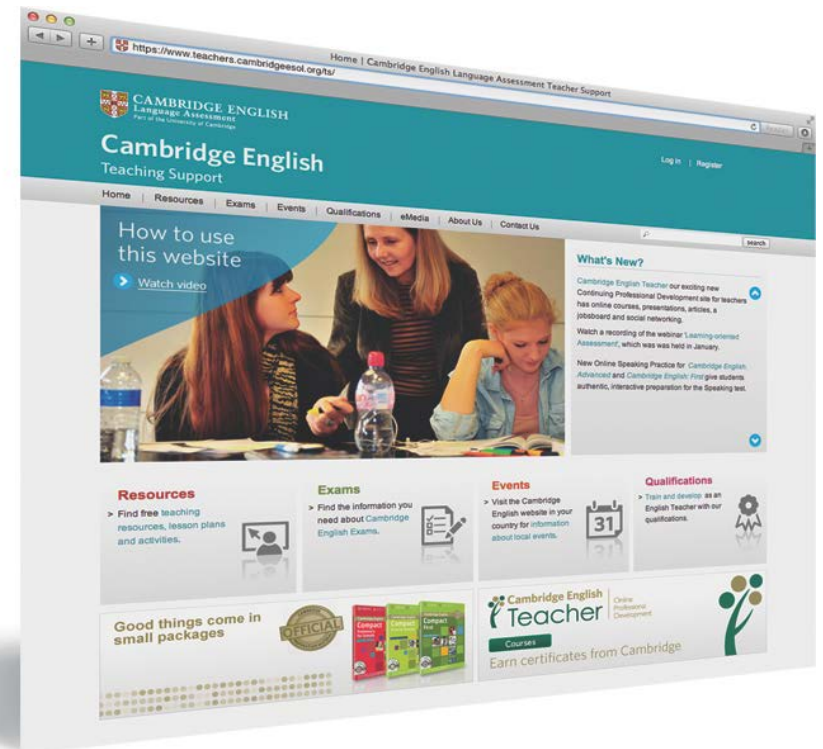 Home | Cambridge English Language Assessment Teacher Support
https://www.teachers.cambridgeesol.org/ts/
CAMBRIDGE ENGLISH
Language Assessment
Part of the University of Cambridge
Log in | Register
Cambridge English
Teaching Support
Home | Resources | Exams | Events | Qualifications | eMedia | About Us | Contact Us
search
How to use
this website
Watch video
What's New?
Cambridge English Teacher our exciting new
Continuing Professional Development site for teachers
has online courses, presentations, articles, a
jobsboard and social networking.
Watch a recording of the webinar 'Learning-oriented
Assessment', which was was held in January.
New Online Speaking Practice for Cambridge English:
Advanced and Cambridge English: First give students
authentic, interactive preparation for the Speaking test.
Resources
> Find free teaching
resources, lesson plans
and activities.
Exams
> Find the information you
need about Cambridge
English Exams.
Events
> Visit the Cambridge
English website in your
country for information
about local events.
31
Qualifications
> Train and develop as an
English Teacher with our
qualifications.
Good things come in
small packages
OFFICIAL
Compact
Compact
Compact
First
Cambridge English
Teacher
Online
Professional
Development
Courses
Earn certificates from Cambridge